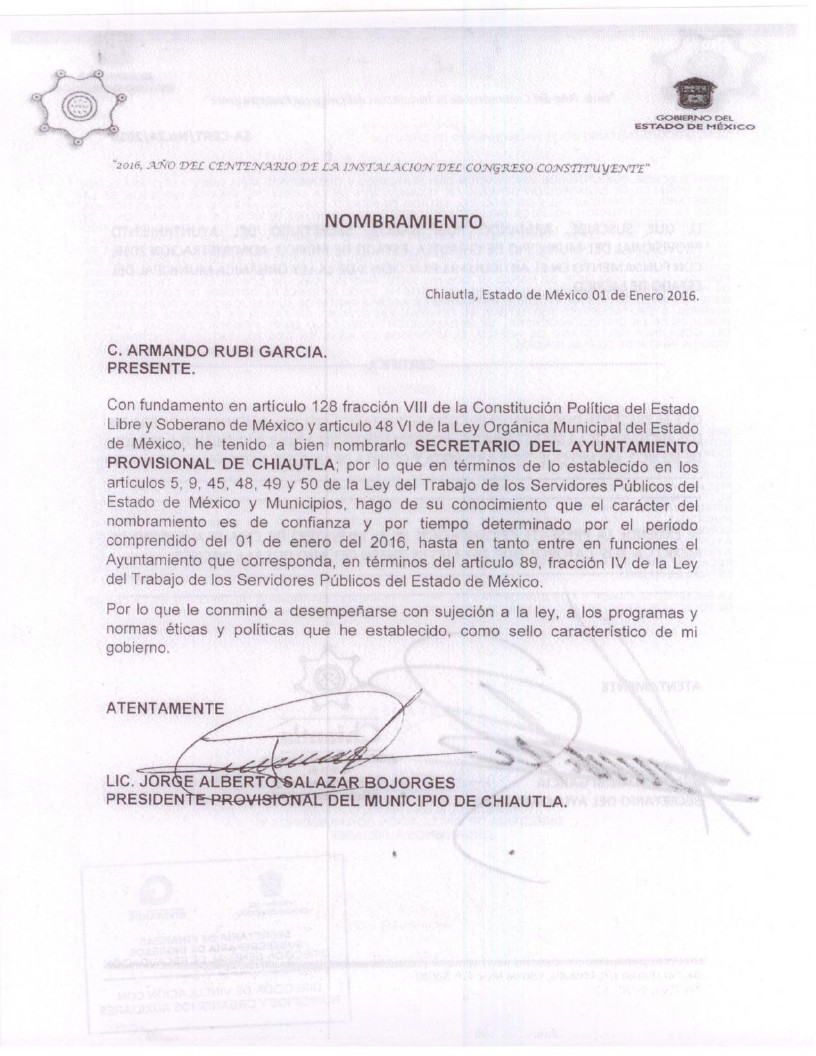 GOBIERNO DEL
ESTADO DE MÉXICO
"2016, AÑO DEL CENTENARIO DE LA INSTALACION DEL CONGRESO CONSTITUYENTE"
NOMBRAMIENTO
Chiautla, Estado de México 01 de Enero 2016.
C. ARMANDO RUBI GARCIA.
PRESENTE.
Con fundamento en artículo 128 fracción VIII de la Constitución Política del Estado
Libre y Soberano de México y articulo 48 VI de la Ley Orgánica Municipal del Estado
de México, he tenido a bien nombrarlo SECRETARIO DEL AYUNTAMIENTO
PROVISIONAL DE CHIAUTLA; por lo que en términos de lo establecido en los
artículos 5, 9, 45, 48, 49 y 50 de la Ley del Trabajo de los Servidores Públicos del
Estado de México y Municipios, hago de su conocimiento que el carácter del
nombramiento es de confianza y por tiempo determinado por el periodo
comprendido del 01 de enero del 2016, hasta en tanto entre en funciones el
Ayuntamiento que corresponda, en términos del artículo 89, fracción IV de la Ley
del Trabajo de los Servidores Públicos del Estado de México.
Por lo que le conminó a desempeñarse con sujeción a la ley, a los programas y
normas éticas y políticas que he establecido, como sello característico de mi
gobierno.
ATENTAMENTE
LIC. JORGE ALBERTO SALAZAR BOJORGES
PRESIDENTE PROVISIONAL DEL MUNICIPIO DE CHIAUTLA.